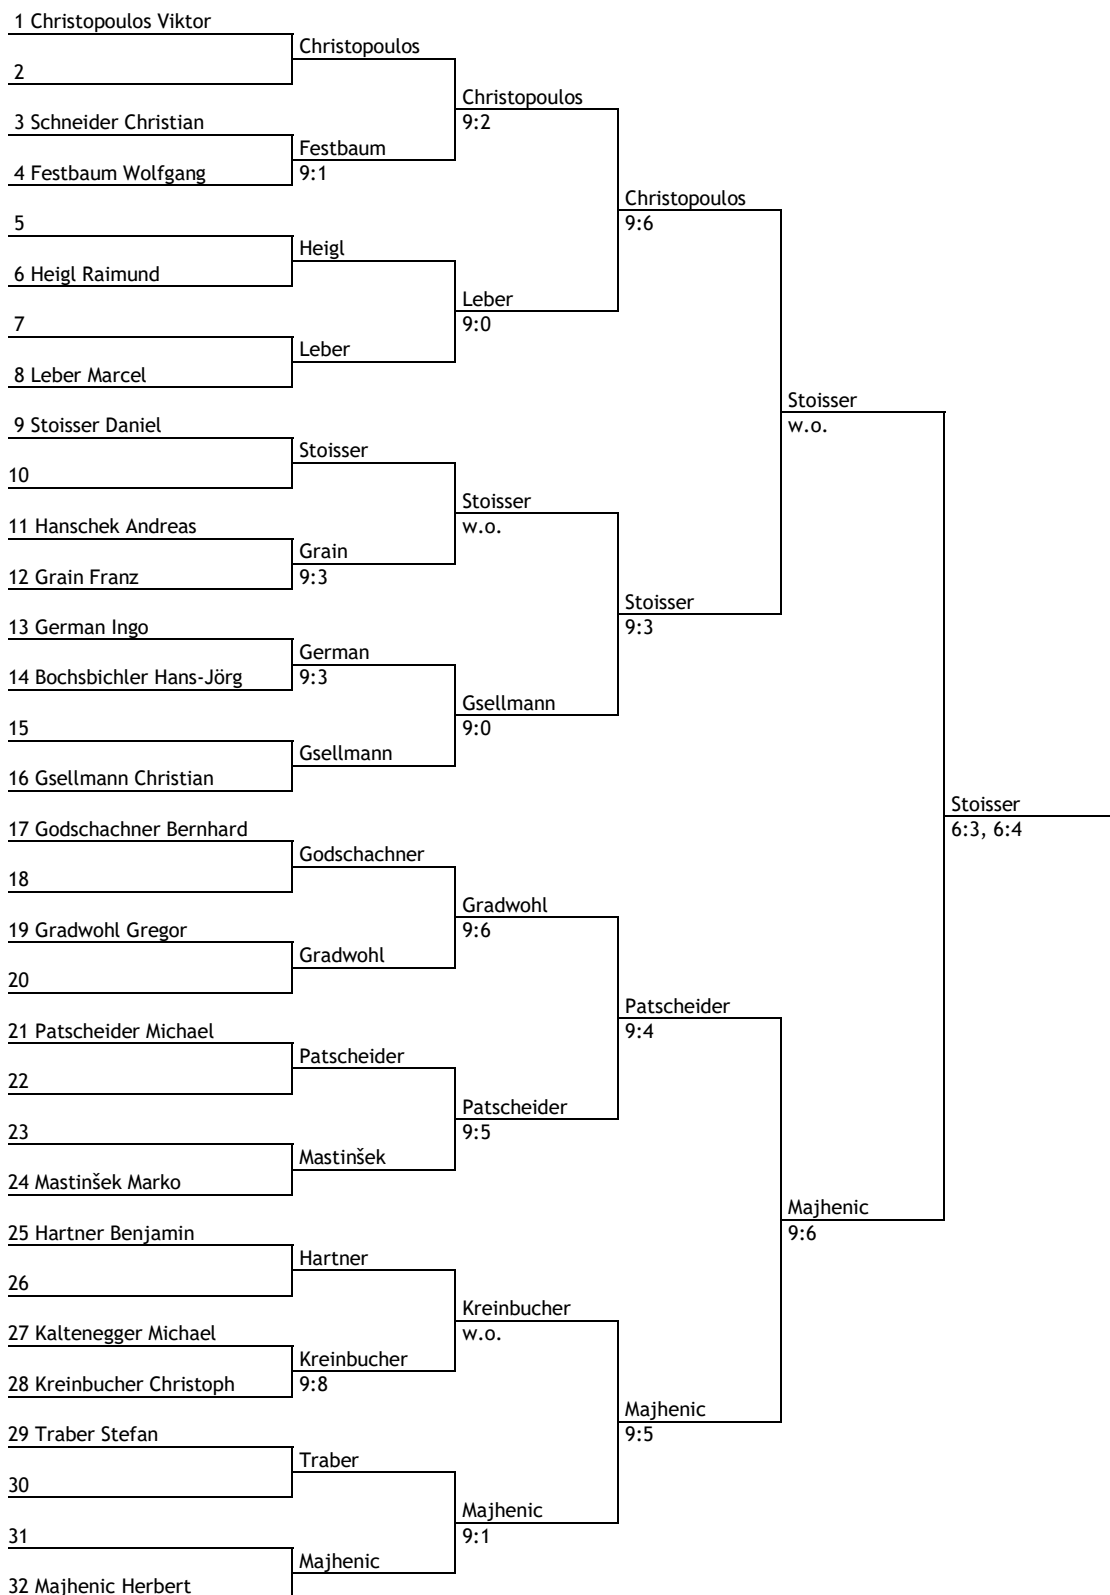 1 Christopoulos Viktor
Christopoulos
2
Christopoulos
9:2
3 Schneider Christian
Festbaum
9:1
4 Festbaum Wolfgang
Christopoulos
9:6
5
Heigl
6 Heigl Raimund
Leber
9:0
7
Leber
8 Leber Marcel
Stoisser
w.o.
9 Stoisser Daniel
Stoisser
10
Stoisser
w.o.
11 Hanschek Andreas
Grain
9:3
12 Grain Franz
Stoisser
9:3
13 German Ingo
German
9:3
14 Bochsbichler Hans-Jörg
Gsellmann
9:0
15
Gsellmann
16 Gsellmann Christian
Stoisser
6:3, 6:4
17 Godschachner Bernhard
Godschachner
18
Gradwohl
9:6
19 Gradwohl Gregor
Gradwohl
20
Patscheider
9:4
21 Patscheider Michael
Patscheider
22
Patscheider
9:5
23
Mastinšek
24 Mastinšek Marko
Majhenic
9:6
25 Hartner Benjamin
Hartner
26
Kreinbucher
w.o.
27 Kaltenegger Michael
Kreinbucher
9:8
28 Kreinbucher Christoph
Majhenic
9:5
29 Traber Stefan
Traber
30
Majhenic
9:1
31
Majhenic
32 Majhenic Herbert